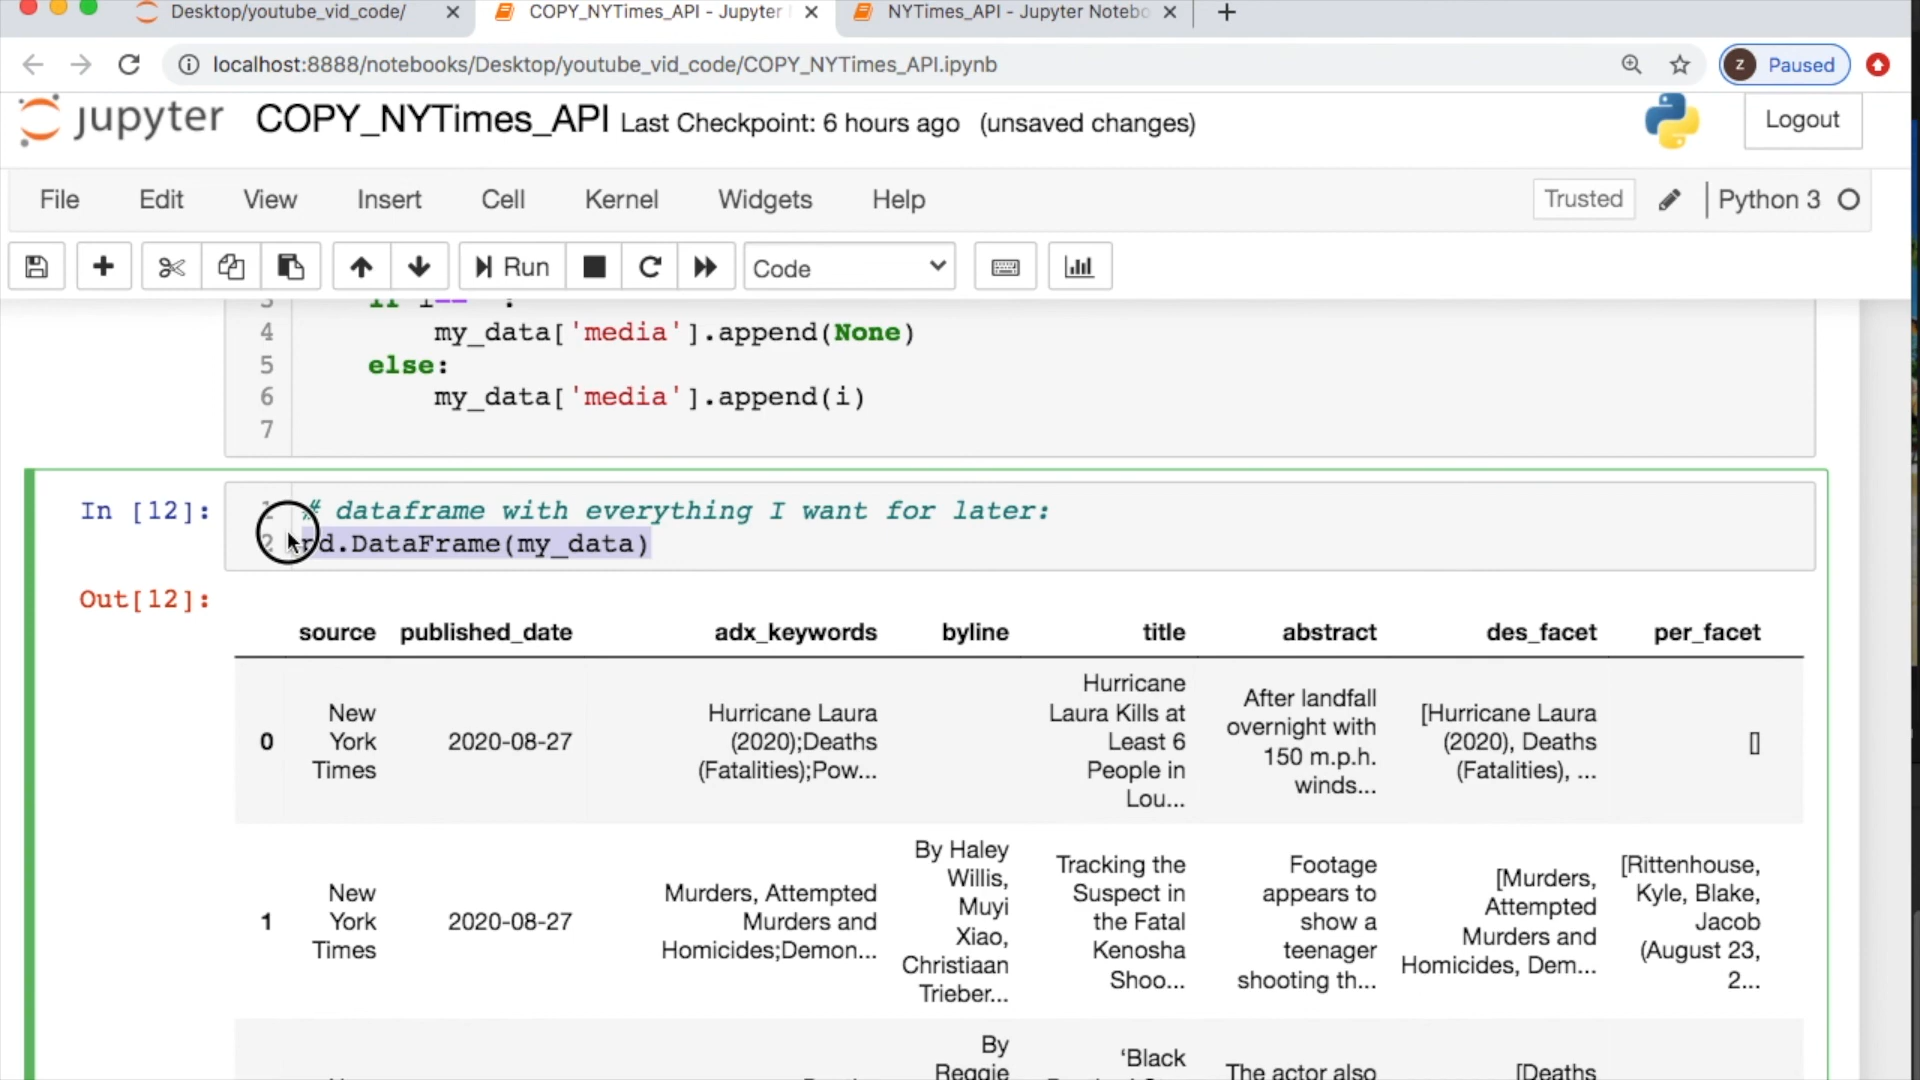 Desktop/youtube_vid_code/
COPY_NYTimes_API - Jupyter
NYTimes_API - Jupyter Notebo
localhost:8888/notebooks/Desktop/youtube_vid_code/COPY_NYTimes_API.ipynb
Z Paused
jupyter COPY_NYTimes_API Last Checkpoint: 6 hours ago (unsaved changes)
Logout
File Edit View Insert Cell Kernel Widgets Help
Trusted Python 3
Run Code
4 my_data['media'].append(None)
5 else:
6 my_data['media'].append(i)
7
In [12]: 1 # dataframe with everything I want for later:
2 pd.DataFrame(my_data)
Out[12]:
source published_date adx_keywords byline title abstract des_facet per_facet
0
New
York
Times
2020-08-27
Hurricane Laura
(2020);Deaths
(Fatalities);Pow...
Hurricane
Laura Kills at
Least 6
People in
Lou...
After landfall
overnight with
150 m.p.h.
winds...
[Hurricane Laura
(2020), Deaths
(Fatalities), ...
[]
1
New
York
Times
2020-08-27
Murders, Attempted
Murders and
Homicides;Demon...
By Haley
Willis,
Muyi
Xiao,
Christiaan
Trieber...
Tracking the
Suspect in
the Fatal
Kenosha
Shoo...
Footage
appears to
show a
teenager
shooting th...
[Murders,
Attempted
Murders and
Homicides, Dem...
[Rittenhouse,
Kyle, Blake,
Jacob
(August 23,
2...
By
Reggie
‘Black
The actor also
[Deaths